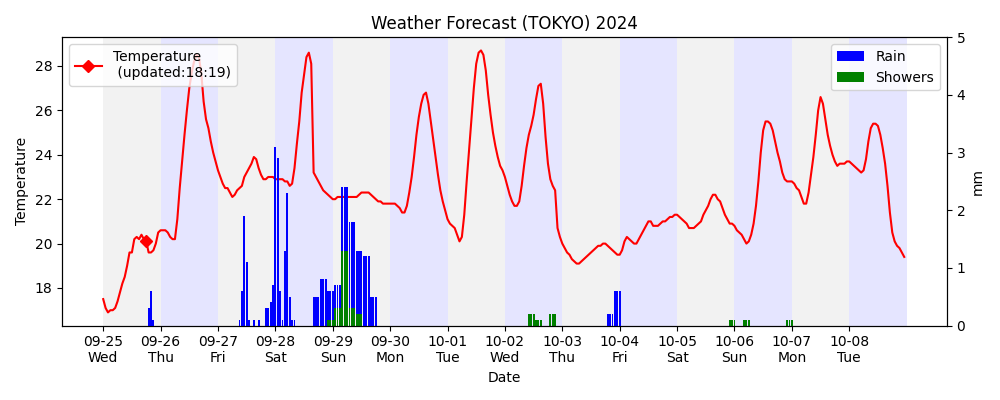 Weather Forecast (TOKYO) 2024
Temperature
(updated:18:19)
Rain
Showers
Temperature
28
26
24
22
20
18
5
4
3
2
1
0
mm
09-25 09-26 09-27 09-28 09-29 09-30 10-01 10-02 10-03 10-04 10-05 10-06 10-07 10-08
Wed Thu Fri Sat Sun Mon Tue Wed Thu Fri Sat Sun Mon Tue
Date